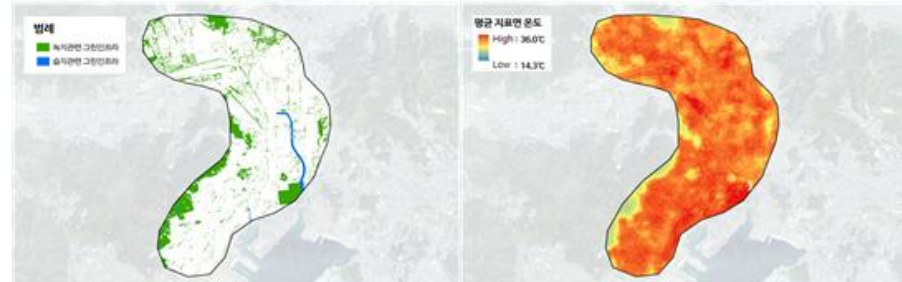 범례
녹지관련 그린인프라
습지관련 그린인프라
평균 지표면 온도
High : 36.0℃
Low : 14.3℃